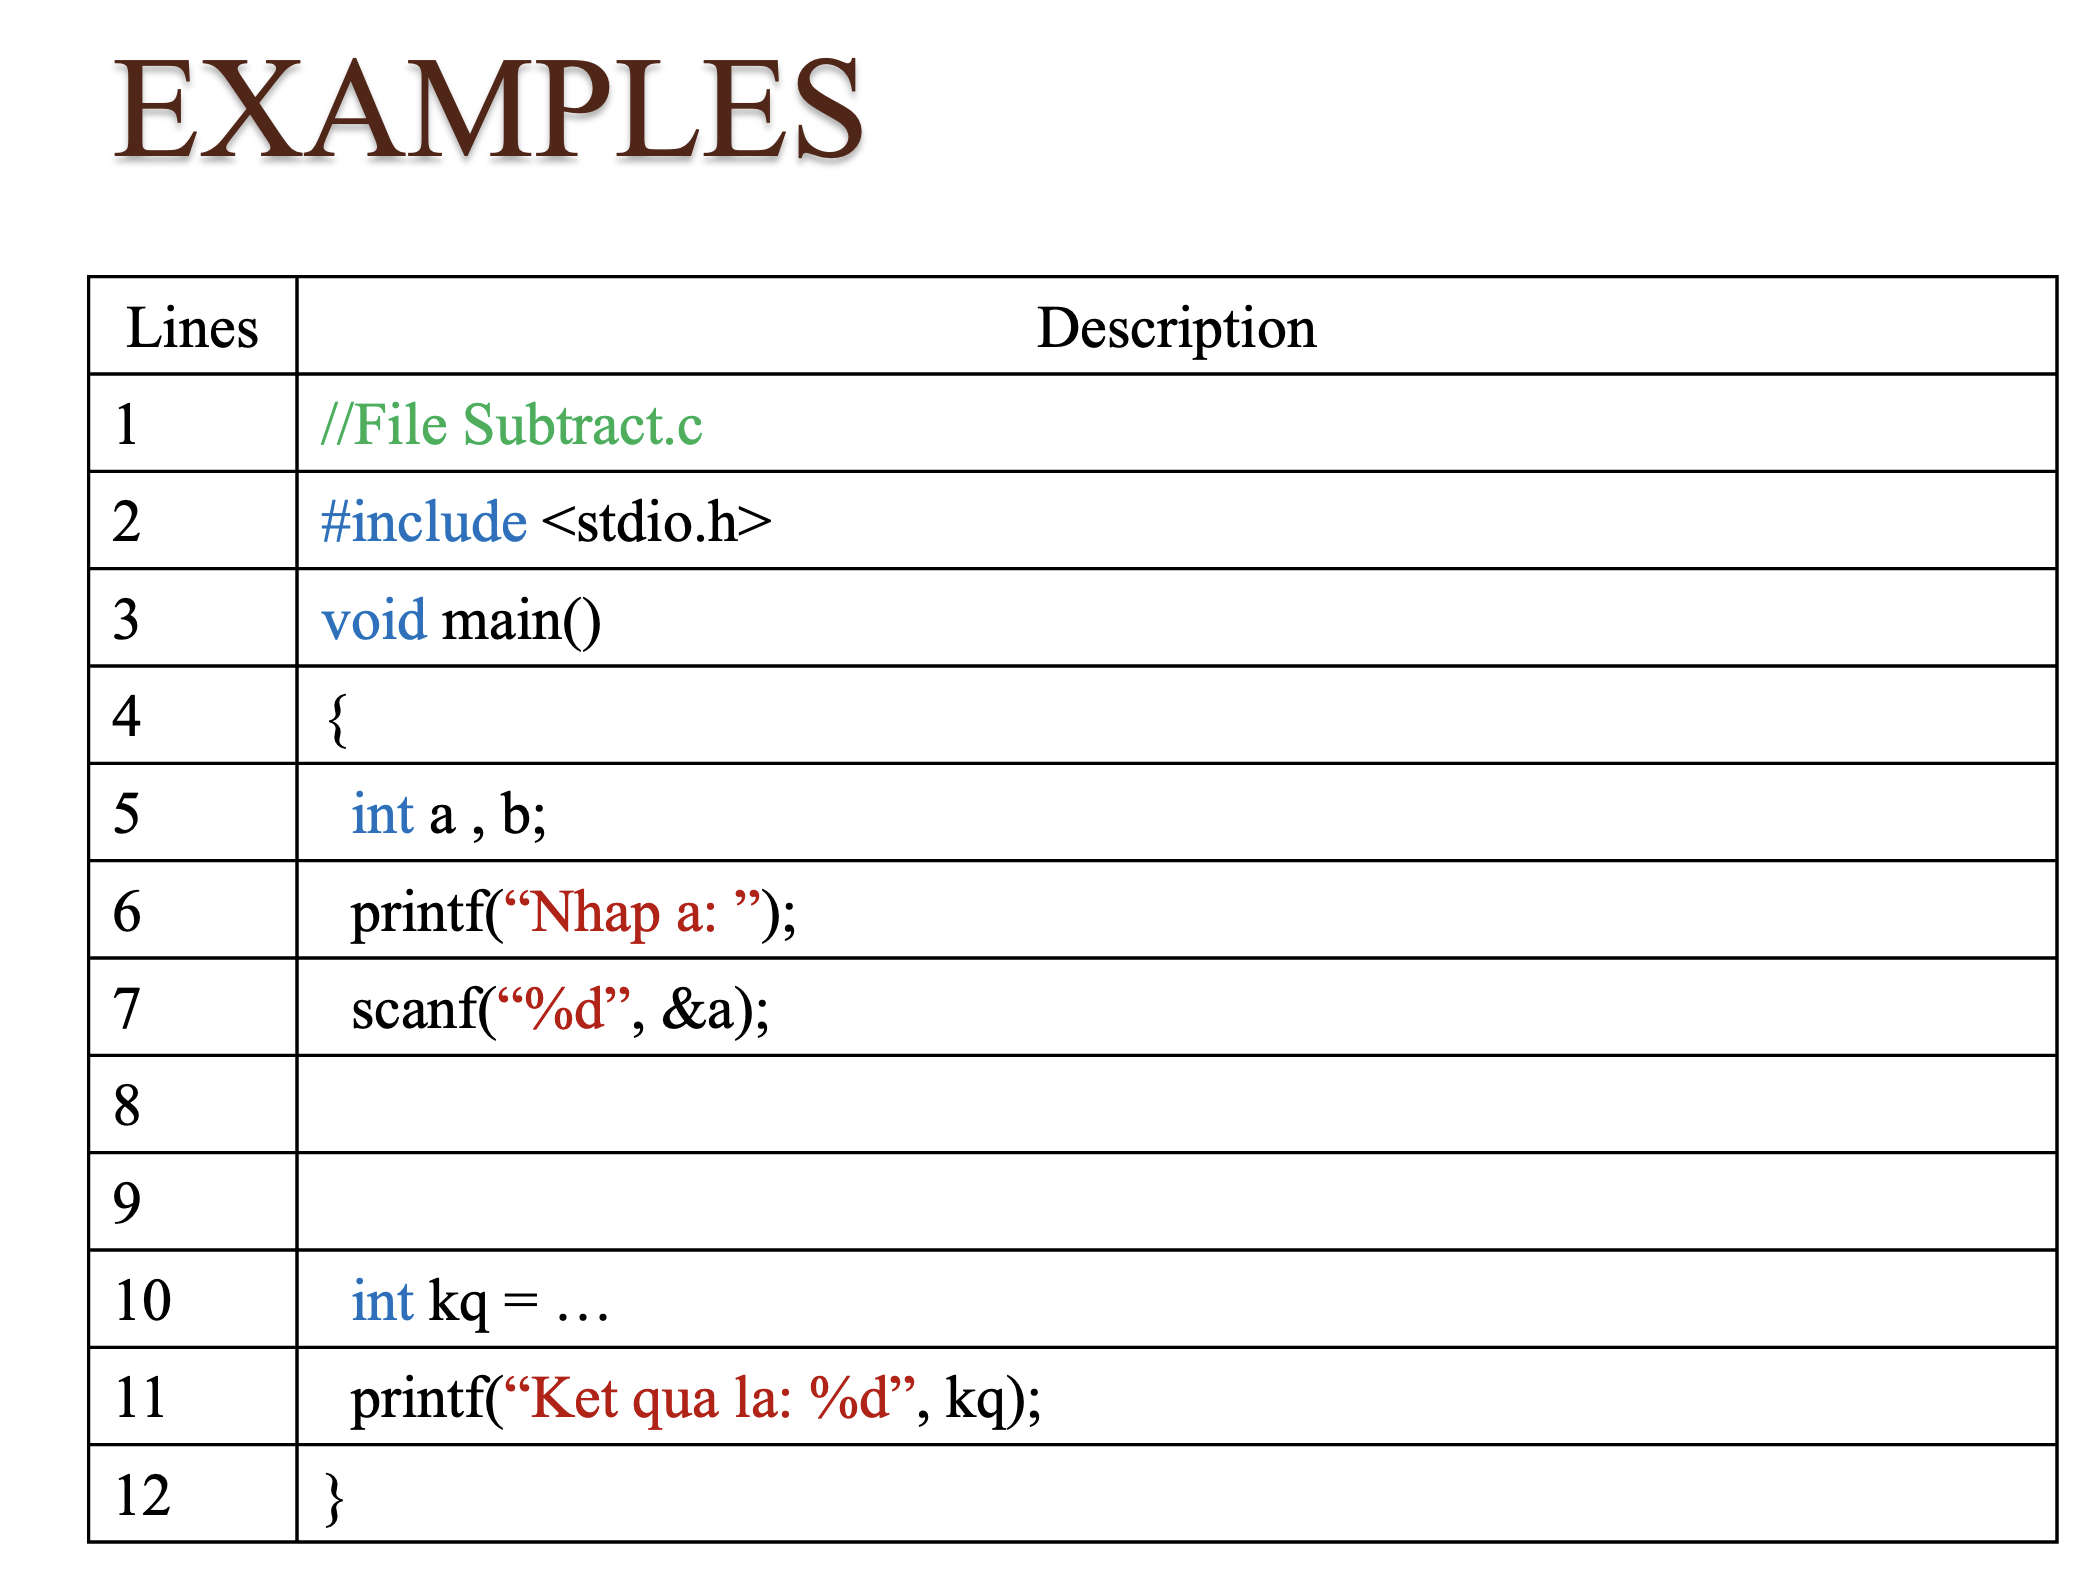 EXAMPLES
Lines Description
1 //File Subtract.c
2 #include <stdio.h>
3 void main()
4 {
5 int a , b;
6 printf(“Nhap a: ”);
7 scanf(“%d”, &a);
8
9
10 int kq = …
11 printf(“Ket qua la: %d”, kq);
12 }